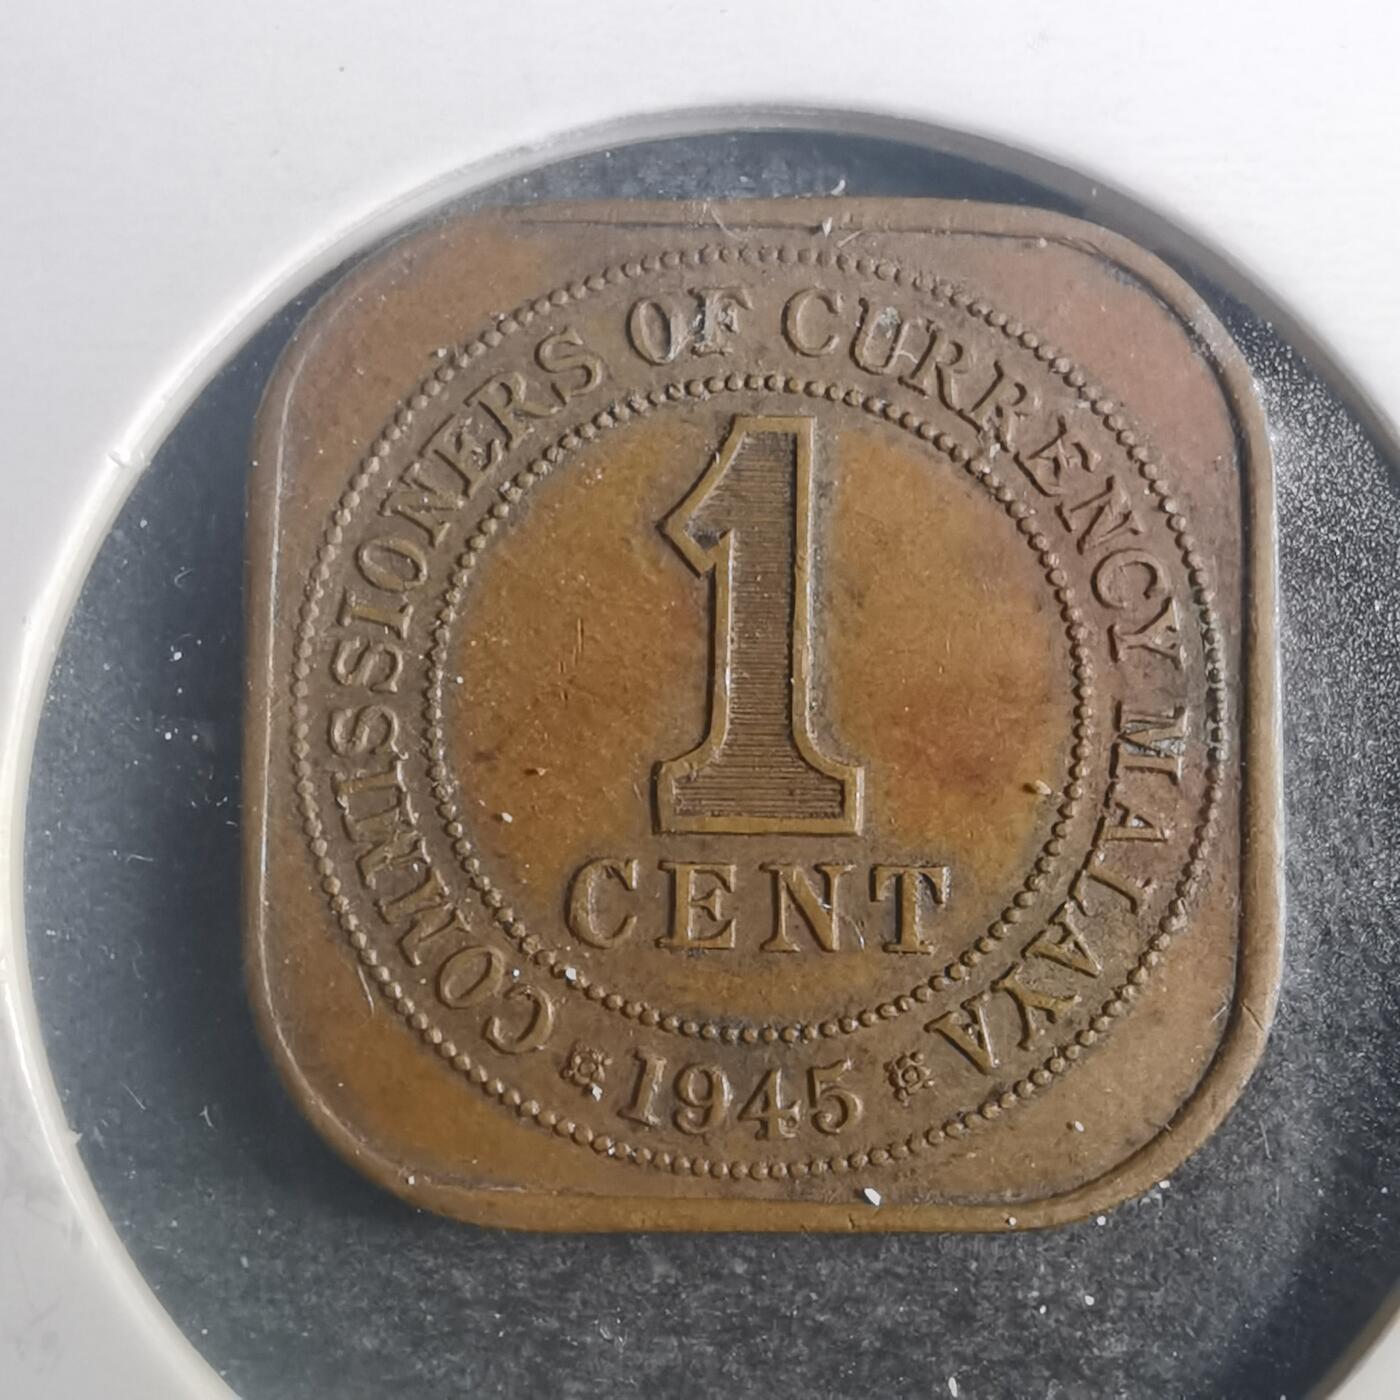 COMMISSIONERS OF CURRENCY MALAYA
1
CENT
1945